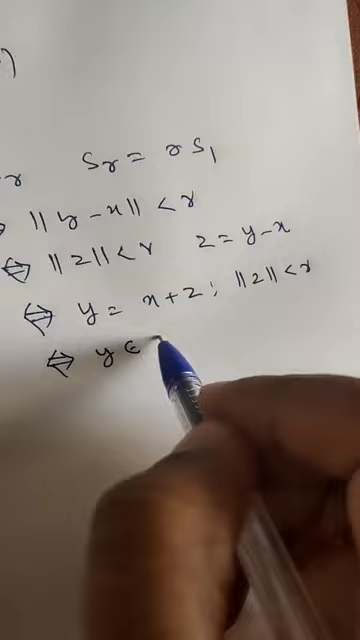 )
r Sr = r S1
⇔ ||y-x|| < r
⇔ ||z|| < r z = y-x
⇔ y = x+z ; ||z|| < r
⇔ y ∈